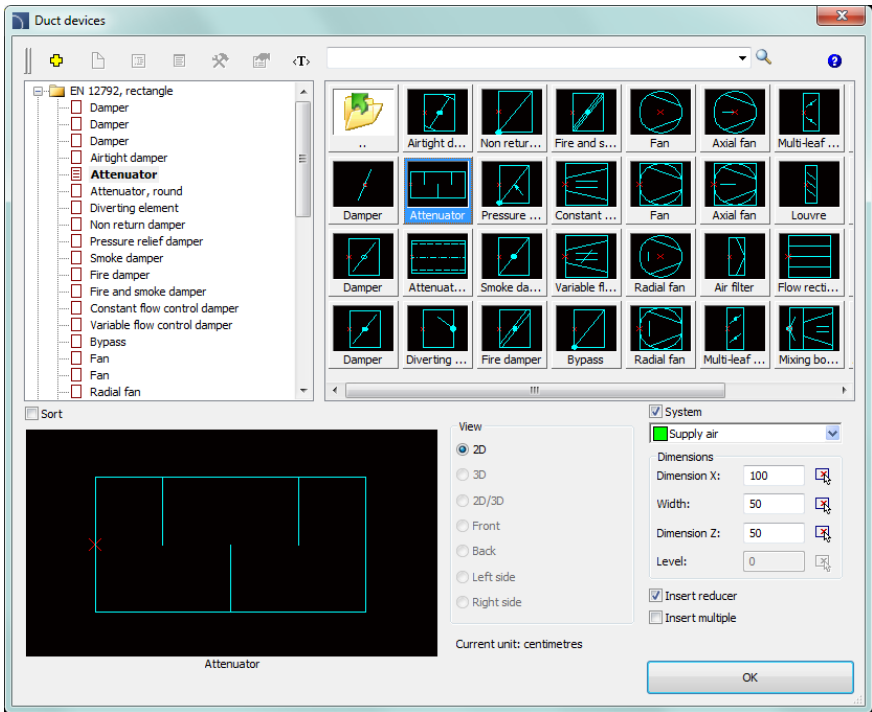 Duct devices
<T>
EN 12792, rectangle
Damper
Damper
Damper
Airtight damper
Attenuator
Attenuator, round
Diverting element
Non return damper
Pressure relief damper
Smoke damper
Fire damper
Fire and smoke damper
Constant flow control damper
Variable flow control damper
Bypass
Fan
Fan
Radial fan
.. Airtight d... Non retur... Fire and s... Fan Axial fan Multi-leaf ...
Damper Attenuator Pressure ... Constant ... Fan Axial fan Louvre
Damper Attenuat... Smoke da... Variable fl... Radial fan Air filter Flow recti...
Damper Diverting ... Fire damper Bypass Radial fan Multi-leaf ... Mixing bo...
Sort
Attenuator
View
2D
3D
2D/3D
Front
Back
Left side
Right side
Current unit: centimetres
System
Supply air
Dimensions
Dimension X: 100
Width: 50
Dimension Z: 50
Level: 0
Insert reducer
Insert multiple
OK